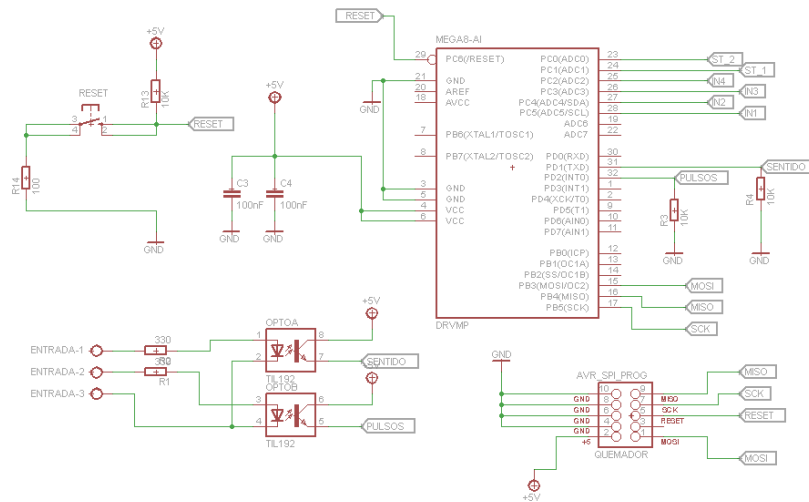 +5V
R13
10K
RESET
3
4
1
2
RESET
R14
100
GND
GND
+5V
C3
100nF
GND
C4
100nF
GND
RESET
MEGA8-AI
29
PC6(/RESET)
21
GND
20
AREF
18
AVCC
GND
7
PB6(XTAL1/TOSC1)
8
PB7(XTAL2/TOSC2)
3
GND
5
GND
4
VCC
6
VCC
GND
PC0(ADC0)
23
ST_2
PC1(ADC1)
24
ST_1
PC2(ADC2)
25
IN4
PC3(ADC3)
26
IN3
PC4(ADC4/SDA)
27
IN2
PC5(ADC5/SCL)
28
IN1
ADC6
19
ADC7
22
PD0(RXD)
30
PD1(TXD)
31
SENTIDO
PD2(INT0)
32
PULSOS
PD3(INT1)
1
PD4(XCK/T0)
2
PD5(T1)
9
PD6(AIN0)
10
PD7(AIN1)
11
R3
10K
GND
R4
10K
GND
PB0(ICP)
12
PB1(OC1A)
13
PB2(SS/OC1B)
14
PB3(MOSI/OC2)
15
MOSI
PB4(MISO)
16
MISO
PB5(SCK)
17
SCK
DRVMP
ENTRADA-1
ENTRADA-2
ENTRADA-3
330
R1
OPTOA
1
2
8
7
+5V
SENTIDO
TIL192
OPTOB
3
4
6
5
PULSOS
TIL192
GND
AVR_SPI_PROG
10
9
MISO
GND
8
7
MISO
SCK
GND
6
5
SCK
RESET
GND
4
3
RESET
GND
2
1
+5
MOSI
MOSI
QUEMADOR
+5V